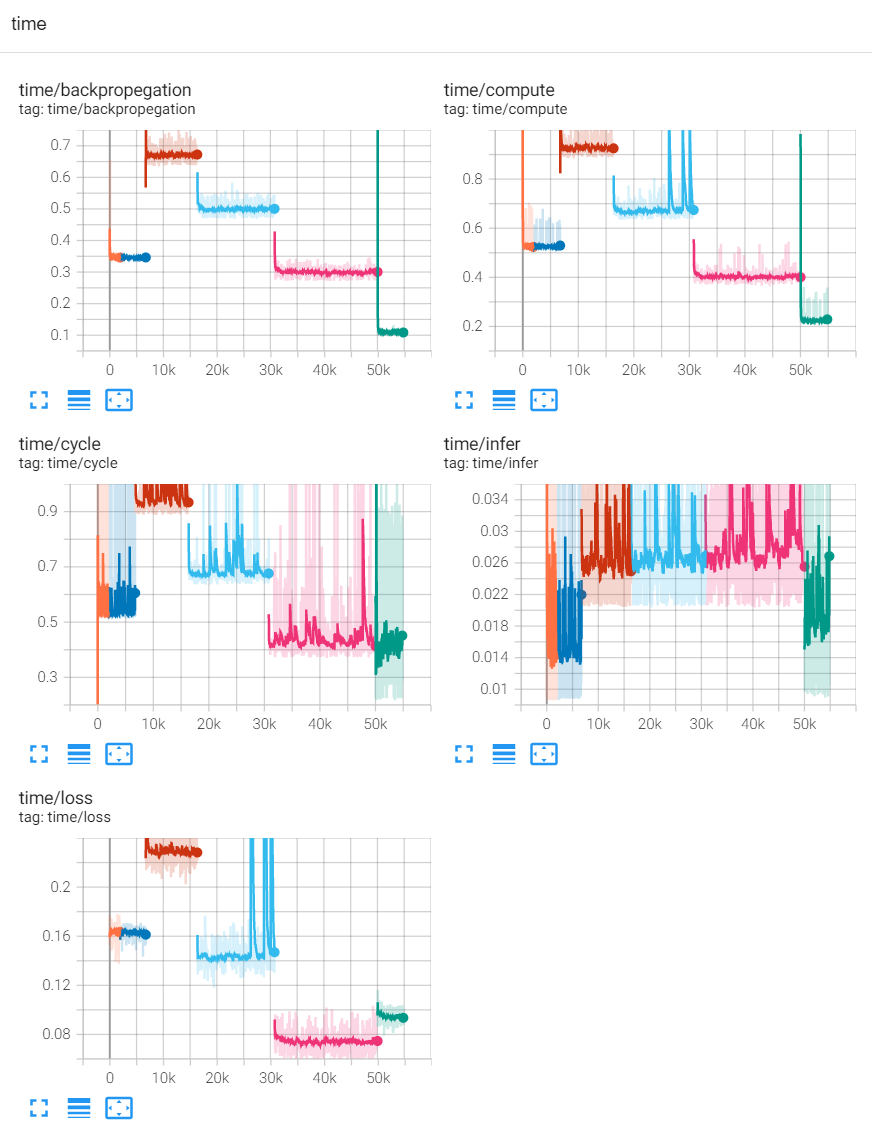 time
time/backpropegation
tag: time/backpropegation
0.7
0.6
0.5
0.4
0.3
0.2
0.1
0 10k 20k 30k 40k 50k
time/compute
tag: time/compute
0.8
0.6
0.4
0.2
0 10k 20k 30k 40k 50k
time/cycle
tag: time/cycle
0.9
0.7
0.5
0.3
0 10k 20k 30k 40k 50k
time/infer
tag: time/infer
0.034
0.03
0.026
0.022
0.018
0.014
0.01
0 10k 20k 30k 40k 50k
time/loss
tag: time/loss
0.2
0.16
0.12
0.08
0 10k 20k 30k 40k 50k